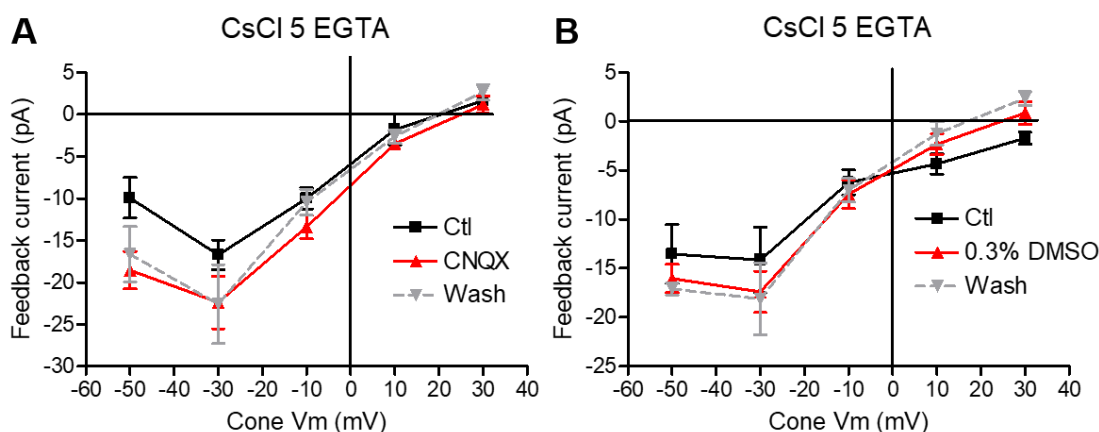 A
CsCl 5 EGTA
Feedback current (pA)
5
0
-5
-10
-15
-20
-25
-30
-60 -50 -40 -30 -20 -10 0 10 20 30 40
Cone Vm (mV)
Ctl
CNQX
Wash
B
CsCl 5 EGTA
Feedback current (pA)
5
0
-5
-10
-15
-20
-25
-60 -50 -40 -30 -20 -10 0 10 20 30 40
Cone Vm (mV)
Ctl
0.3% DMSO
Wash